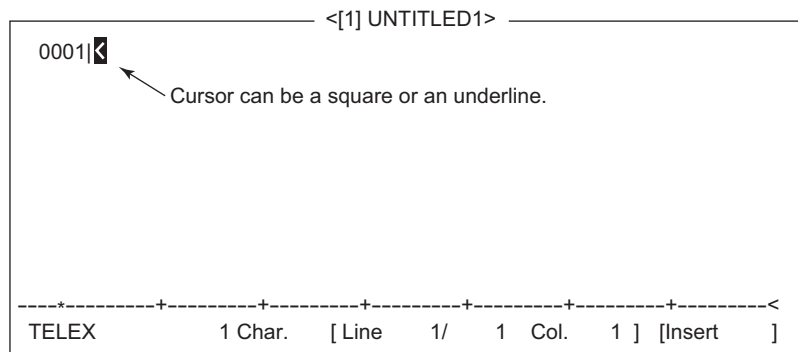 <[1] UNTITLED1>
0001|<
Cursor can be a square or an underline.
----*---------+---------+---------+---------+---------+---------+---------<
TELEX 1 Char. [ Line 1/ 1 Col. 1 ] [Insert ]